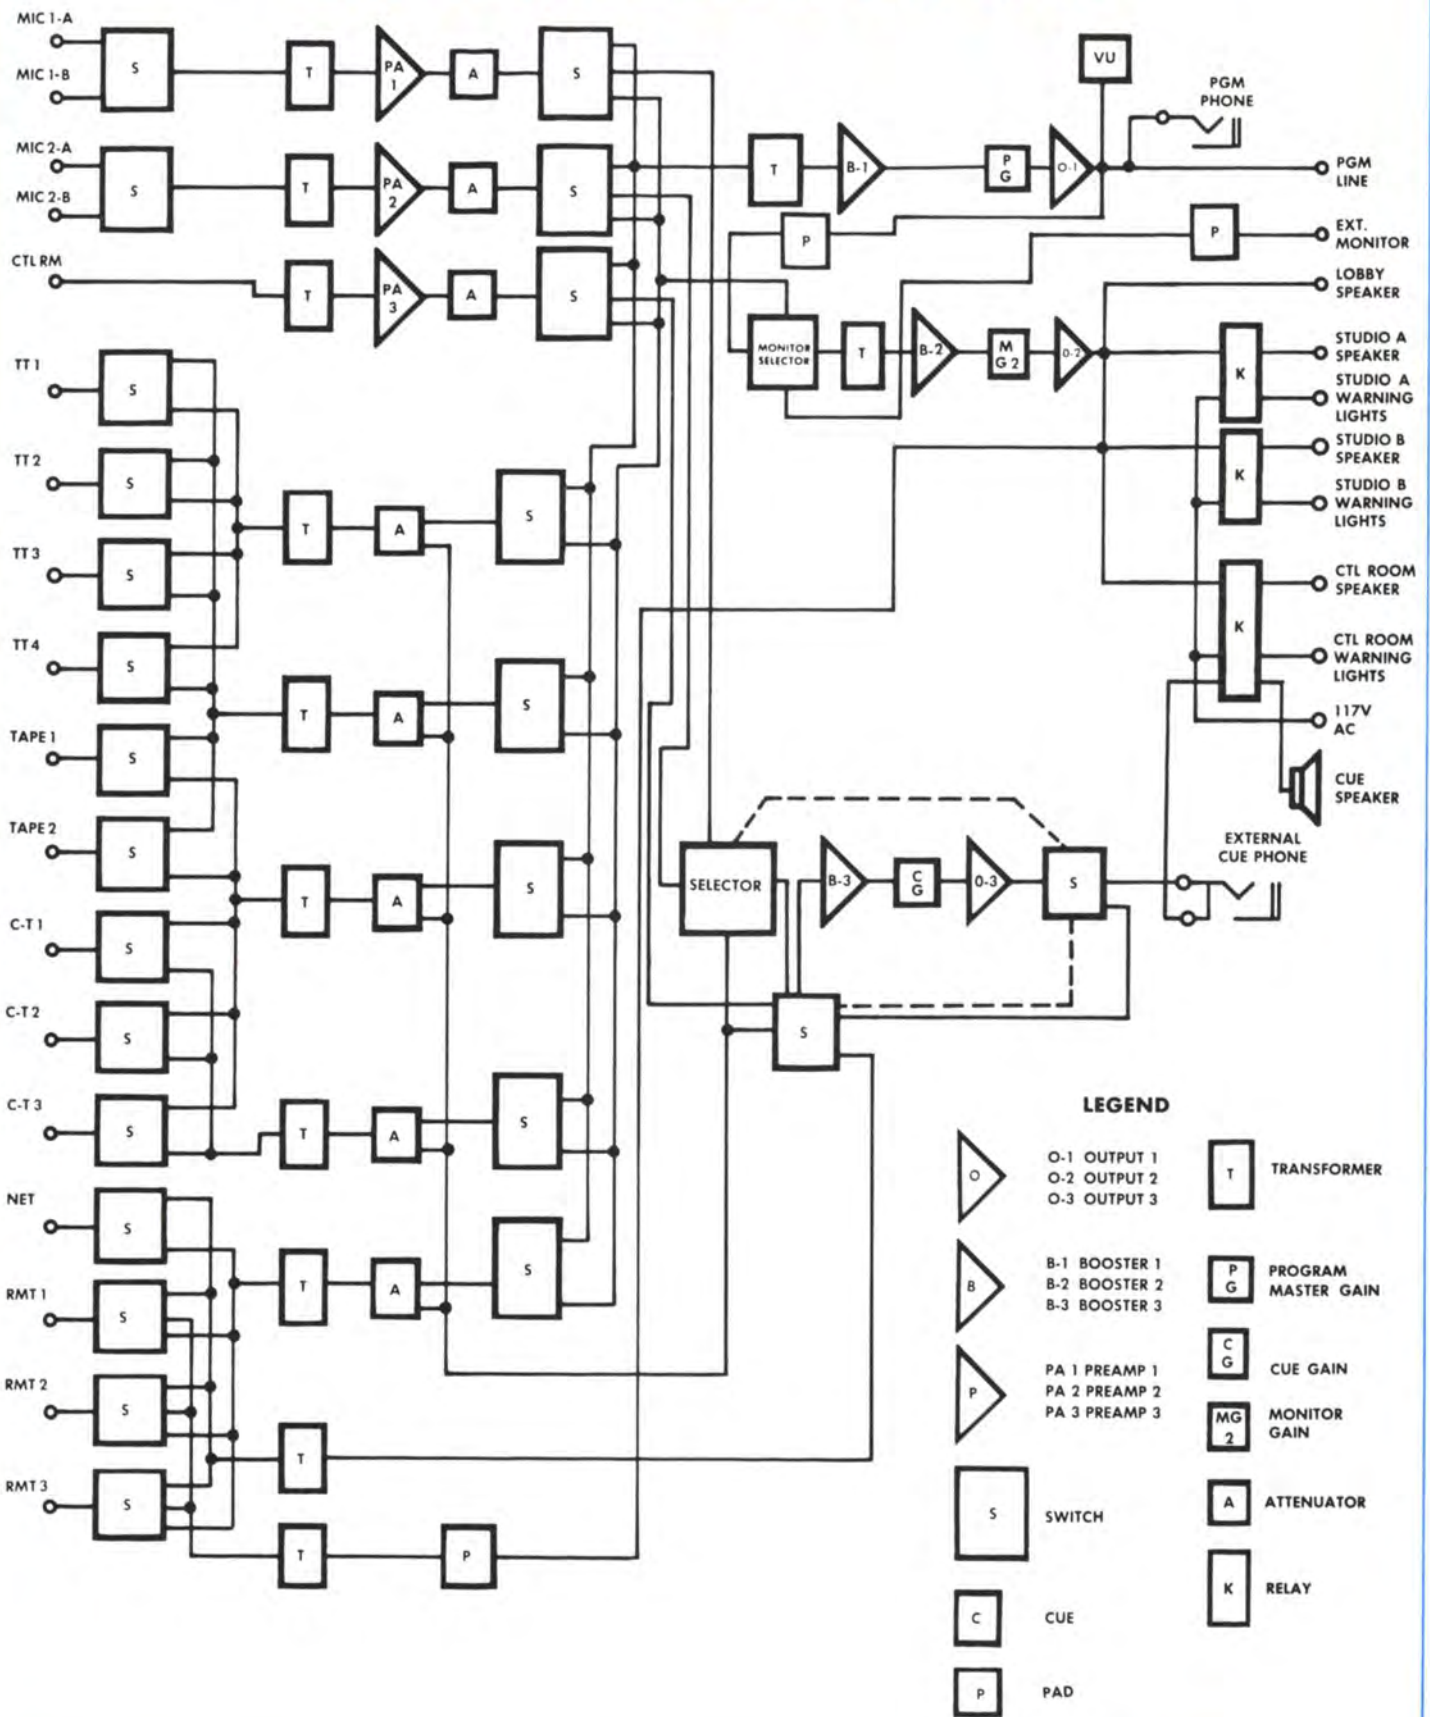 MIC 1-A
S
T
PA
1
A
S
MIC 1-B
VU
PGM
PHONE
MIC 2-A
S
T
PA
2
A
S
MIC 2-B
T
B-1
P
G
O-1
PGM
LINE
P
P
EXT.
MONITOR
CTL RM
T
PA
3
A
S
LOBBY
SPEAKER
MONITOR
SELECTOR
T
B-2
M
G 2
O-2
K
STUDIO A
SPEAKER
STUDIO A
WARNING
LIGHTS
TT 1
S
K
STUDIO B
SPEAKER
STUDIO B
WARNING
LIGHTS
TT 2
S
T
A
S
TT 3
S
K
CTL ROOM
SPEAKER
CTL ROOM
WARNING
LIGHTS
TT 4
S
T
A
S
117V
AC
TAPE 1
S
CUE
SPEAKER
TAPE 2
S
EXTERNAL
CUE PHONE
T
A
S
SELECTOR
B-3
C
G
O-3
S
C-T 1
S
C-T 2
S
S
C-T 3
S
T
A
S
NET
S
T
A
S
RMT 1
S
RMT 2
S
T
RMT 3
S
T
P
LEGEND
O
O-1 OUTPUT 1
O-2 OUTPUT 2
O-3 OUTPUT 3
T
TRANSFORMER
B
B-1 BOOSTER 1
B-2 BOOSTER 2
B-3 BOOSTER 3
P
G
PROGRAM
MASTER GAIN
C
G
CUE GAIN
P
PA 1 PREAMP 1
PA 2 PREAMP 2
PA 3 PREAMP 3
MG
2
MONITOR
GAIN
S
SWITCH
A
ATTENUATOR
K
RELAY
C
CUE
P
PAD